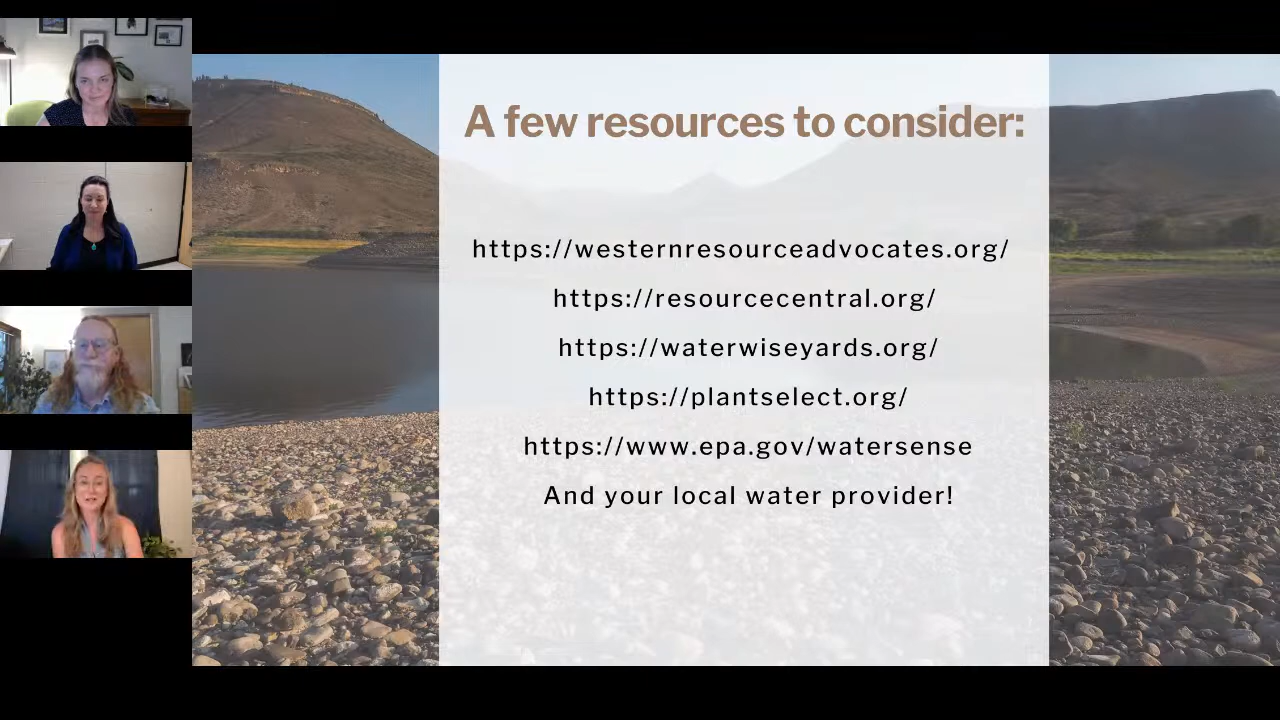 A few resources to consider:
https://westernresourceadvocates.org/
https://resourcecentral.org/
https://waterwiseyards.org/
https://plantselect.org/
https://www.epa.gov/watersense
And your local water provider!